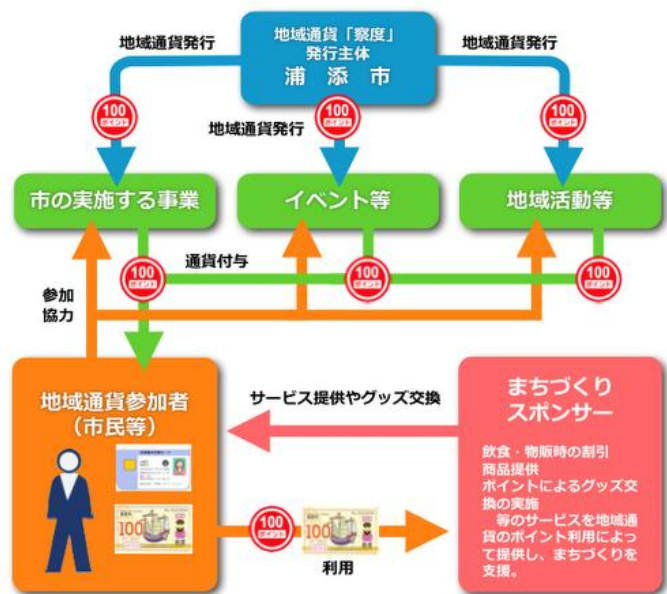 地域通貨「察度」
発行主体
浦 添 市
地域通貨発行
地域通貨発行
地域通貨発行
100
ポイント
100
ポイント
100
ポイント
市の実施する事業
イベント等
地域活動等
通貨付与
100
ポイント
100
ポイント
100
ポイント
参加
協力
地域通貨参加者
（市民等）
サービス提供やグッズ交換
まちづくり
スポンサー
飲食・物販時の割引
商品提供
ポイントによるグッズ交
換の実施
等のサービスを地域通
貨のポイント利用によっ
て提供し、まちづくりを
支援。
100
100
ポイント
100
利用